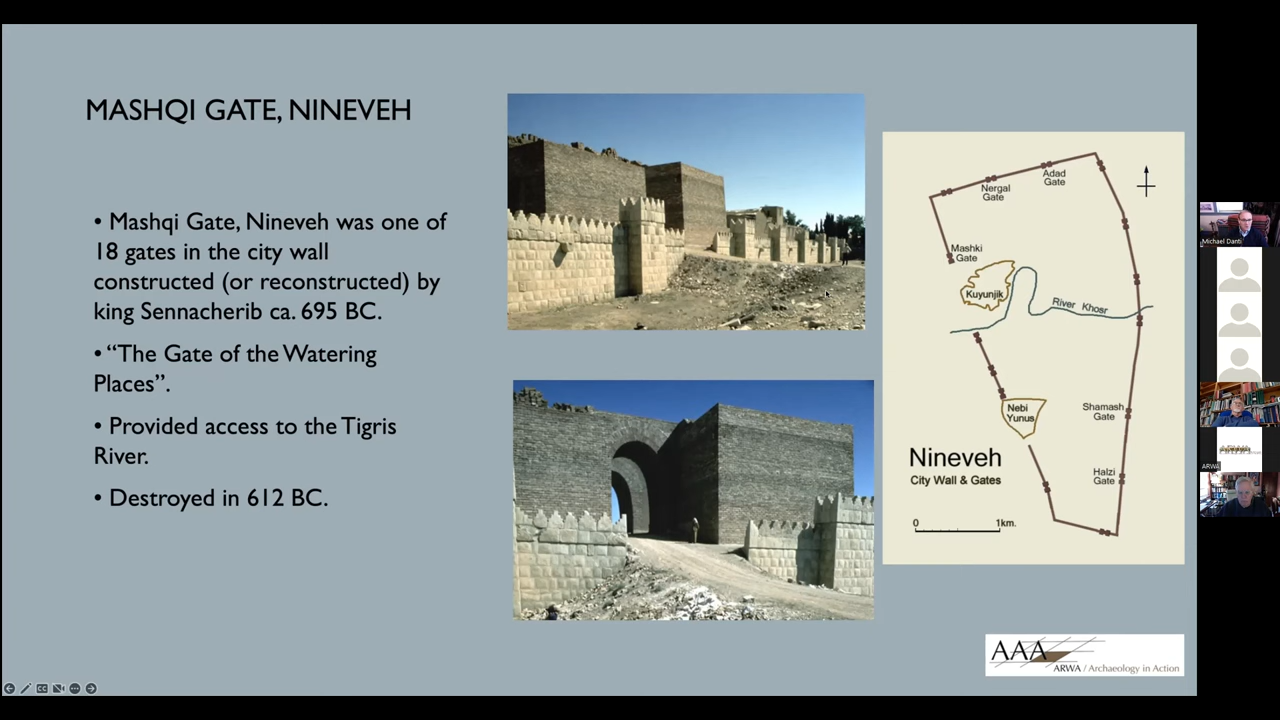 MASHQI GATE, NINEVEH
• Mashqi Gate, Nineveh was one of
18 gates in the city wall
constructed (or reconstructed) by
king Sennacherib ca. 695 BC.
• “The Gate of the Watering
Places”.
• Provided access to the Tigris
River.
• Destroyed in 612 BC.
Adad
Gate
Nergal
Gate
Mashki
Gate
Kuyunjik
River Khosr
Nebi
Yunus
Shamash
Gate
Halzi
Gate
Nineveh
City Wall & Gates
0 1km.
AAA
ARWA / Archaeology in Action
Michael Danti
ARWA